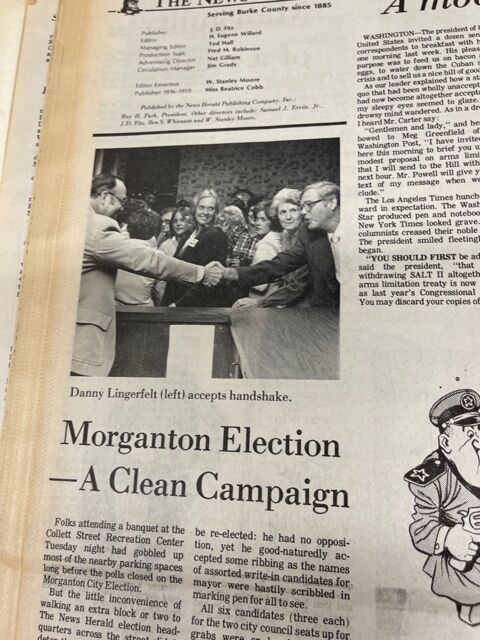 THE NEWS
Serving Burke County since 1885
Publisher J. D. Fitz
Editor H. Eugene Willard
Managing Editor Ted Hall
Production Supt. Fred M. Robinson
Advertising Director Nat Gilliam
Circulation Manager Jim Grady
Editor Emeritus W. Stanley Moore
Publisher 1936-1959 Miss Beatrice Cobb
Published by the News Herald Publishing Company, Inc.;
Roy H. Park, President. Other directors include: Samuel J. Ervin, Jr.,
J.D. Fitz, and W. Stanley Moore.
Danny Lingerfelt (left) accepts handshake.
Morganton Election
—A Clean Campaign
Folks attending a banquet at the
Collett Street Recreation Center
Tuesday night had gobbled up
most of the nearby parking spaces
long before the polls closed on the
Morganton City Election.
But the little inconvenience of
walking an extra block or two to
The News Herald election head-
quarters across the street
be re-elected: he had no opposi-
tion, yet he good-naturedly ac-
cepted some ribbing as the names
of assorted write-in candidates for
mayor were hastily scribbled in
marking pen for all to see.
All six candidates (three each)
for the two city council seats up for
grabs were
A mo
WASHINGTON—The president of
United States invited a dozen
correspondents to breakfast with
one morning last week. His pleas
purpose was to feed us on bacon
eggs, to water down the Cuban
crisis and to sell us a nice bill of good
As our leader explained how a st
quo that had been wholly unaccep
had now become altogether accepta
my sleepy eyes seemed to glaze.
drowsy mind wandered. As in a dre
I heard Mr. Carter say:
"Gentlemen and lady," and he
bowed to Meg Greenfield of
Washington Post, "I have invite
here this morning to brief you
modest proposal on arms limi
that I will send to the Hill with
next hour. Mr. Powell will give y
text of my message when we
clude."
The Los Angeles Times hunch
ward in expectation. The Wash
Star produced pen and notebook
New York Times looked grave.
columnists creased their noble
The president smiled fleetingl
began.
"YOU SHOULD FIRST be ad
said the president, "that
withdrawing SALT II altogeth
arms limitation treaty is now
as last year's Congressional
You may discard your copies of